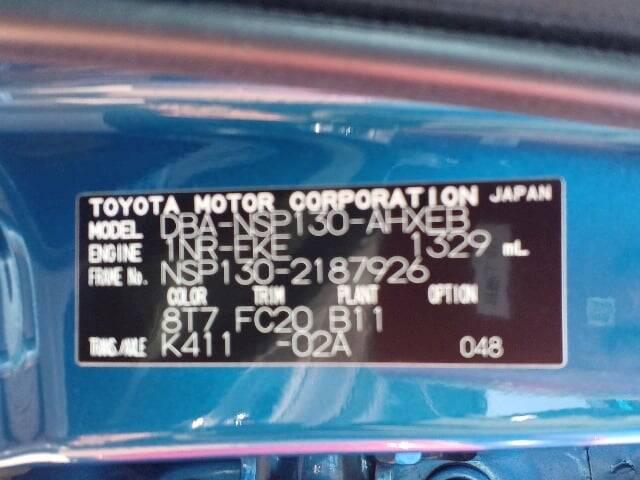 TOYOTA MOTOR CORPORATION JAPAN
MODEL DBA-NSP130-AHXEB
ENGINE 1NR-EKE 1329 mL
FRAME No. NSP130-2187926
COLOR TRIM PLANT OPTION
8T7 FC20 B11
TRANS./AXLE K411 -02A 048